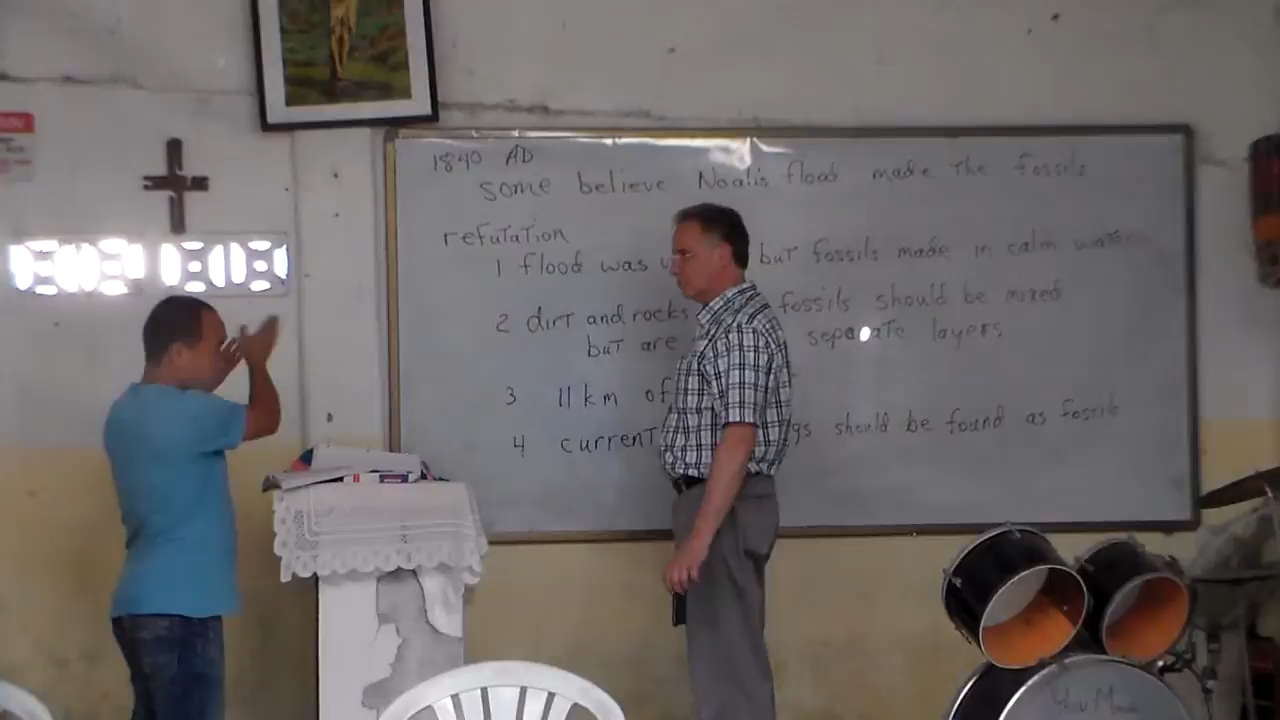 1840 AD
some believe Noah's flood made the fossils
refutation
1 flood was but fossils made in calm water
2 dirt and rocks fossils should be mixed
but are separate layers
3 11 km of
4 current gs should be found as fossils